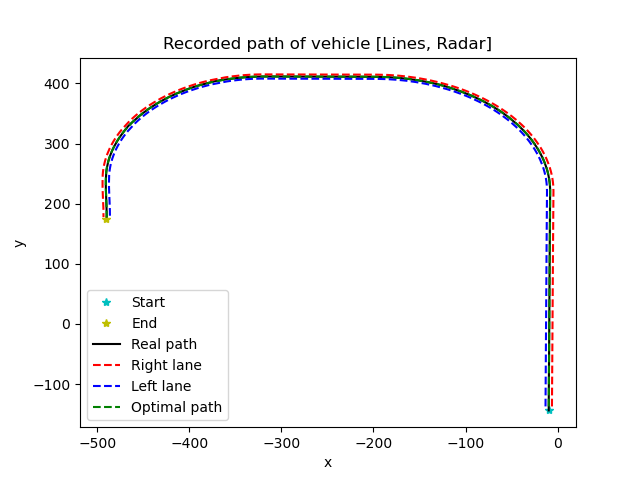 Recorded path of vehicle [Lines, Radar]
400
300
200
100
0
−100
y
Start
End
Real path
Right lane
Left lane
Optimal path
−500
−400
−300
−200
−100
0
x